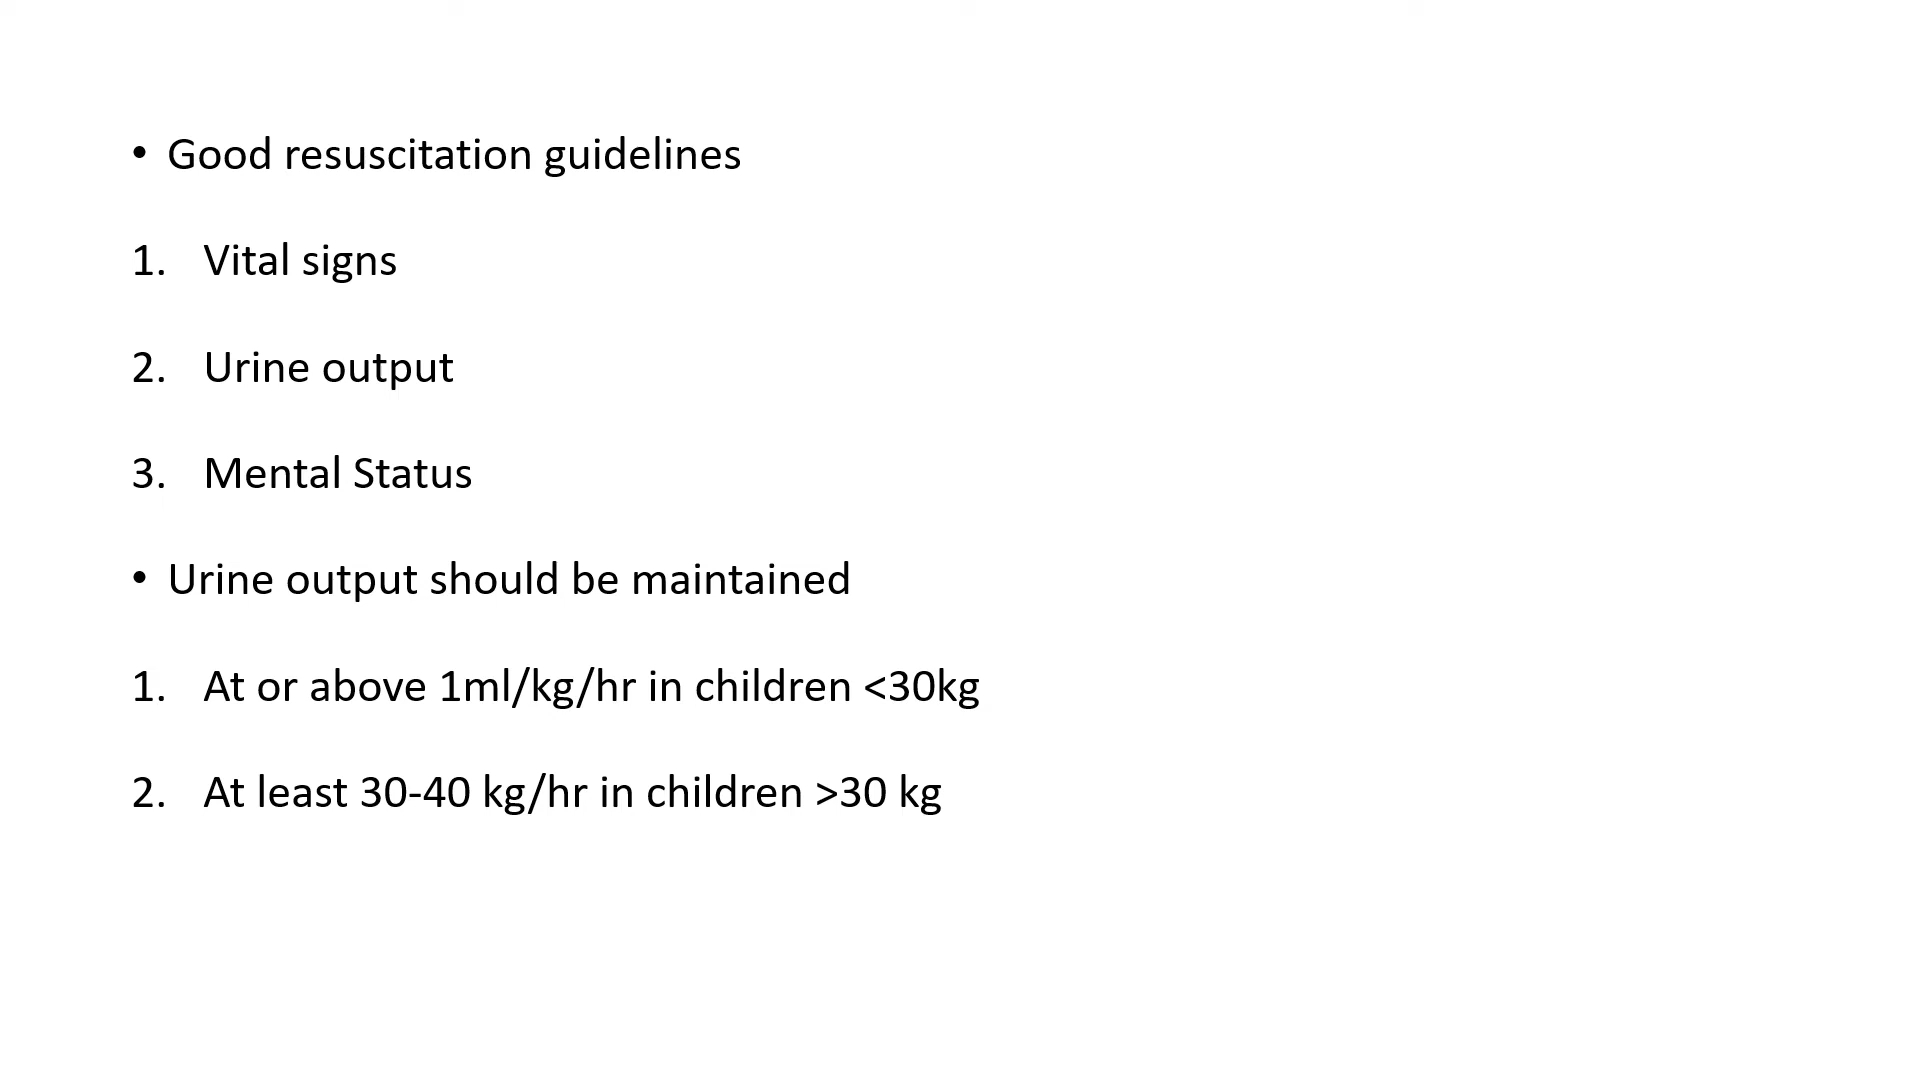 • Good resuscitation guidelines
1. Vital signs
2. Urine output
3. Mental Status
• Urine output should be maintained
1. At or above 1ml/kg/hr in children <30kg
2. At least 30-40 kg/hr in children >30 kg